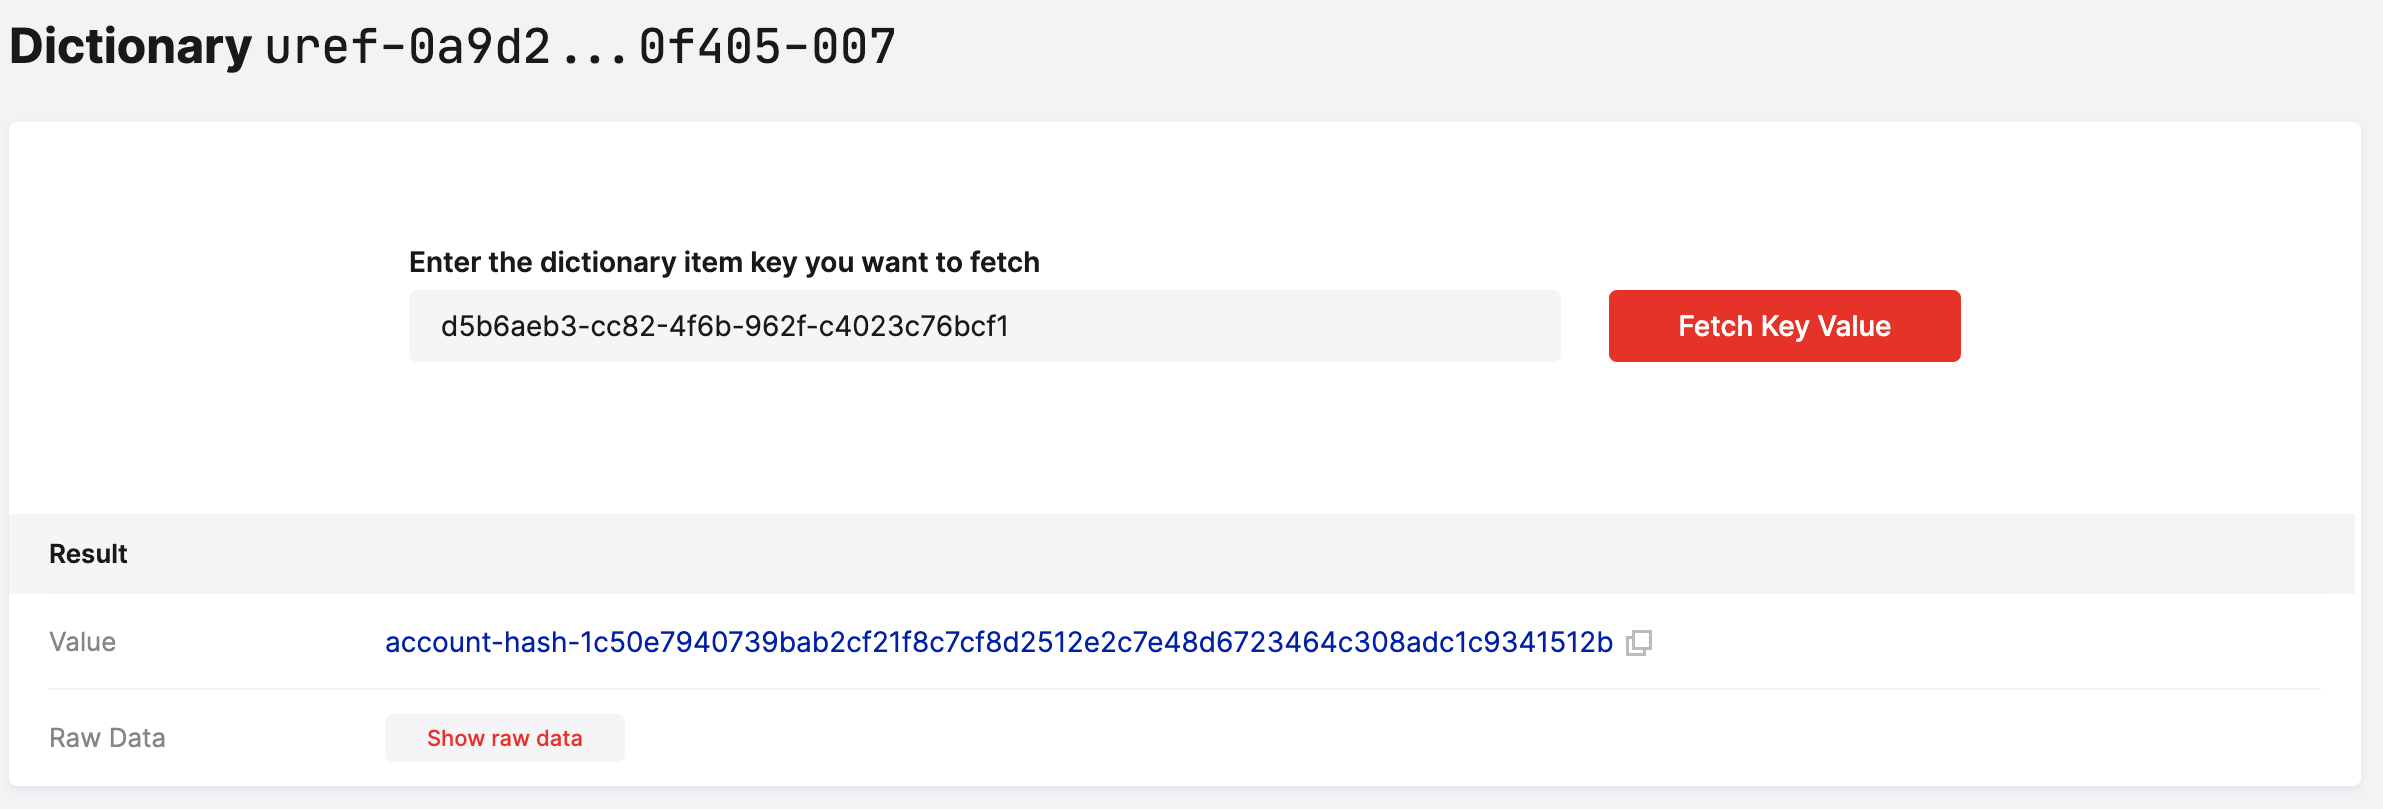 Dictionary uref-0a9d2...0f405-007
Enter the dictionary item key you want to fetch
d5b6aeb3-cc82-4f6b-962f-c4023c76bcf1
Fetch Key Value
Result
Value account-hash-1c50e7940739bab2cf21f8c7cf8d2512e2c7e48d6723464c308adc1c9341512b
Raw Data Show raw data